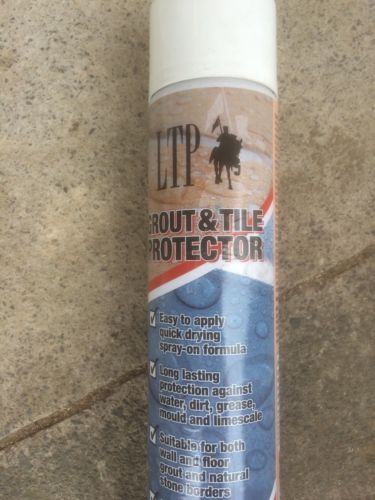 LTP
GROUT & TILE
PROTECTOR
Easy to apply
quick drying
spray-on formula
Long lasting
protection against
water, dirt, grease,
mould and limescale
Suitable for both
wall and floor
grout and natural
stone borders